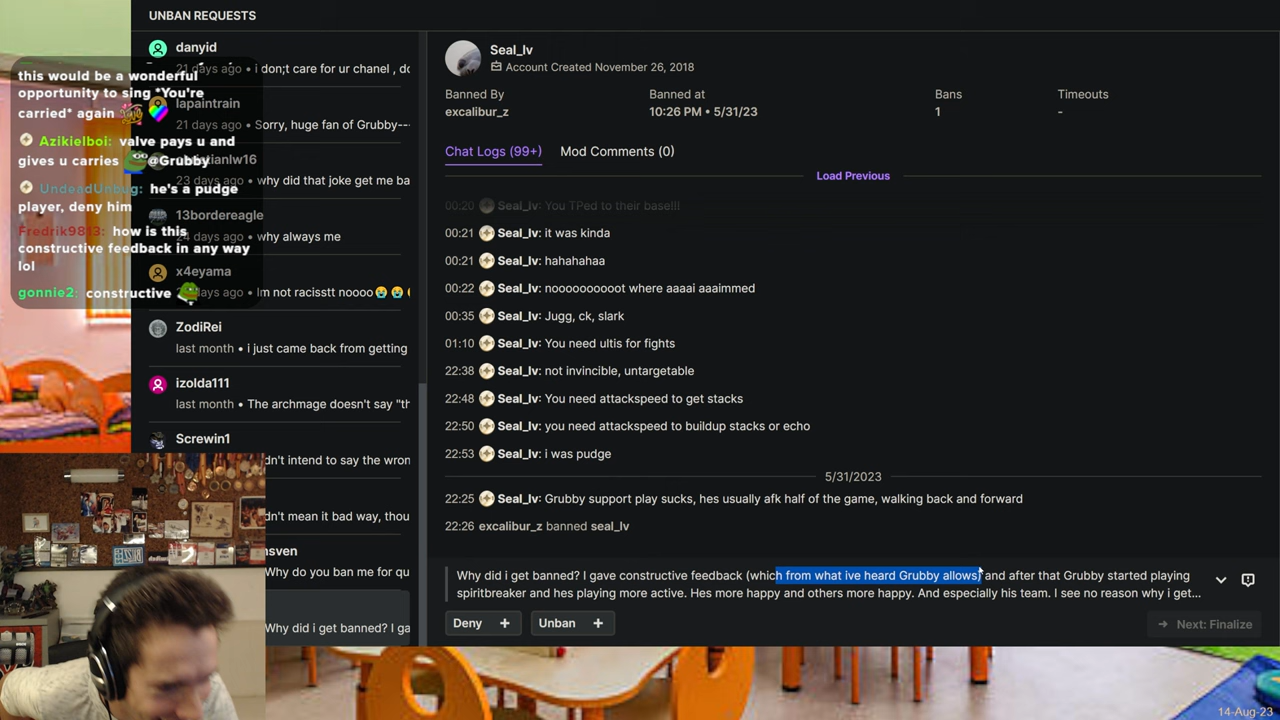 UNBAN REQUESTS
danyid
21 days ago • i don;t care for ur chanel , do
lapaintrain
21 days ago • Sorry, huge fan of Grubby--
istianlw16
23 days ago • why did that joke get me ba
13bordereagle
days ago • why always me
x4eyama
days ago • Im not racisstt noooo😭😭
ZodiRei
last month • i just came back from getting
izolda111
last month • The archmage doesn't say "th
Screwin1
dn't intend to say the wron
dn't mean it bad way, thou
nsven
Why do you ban me for qu
Why did i get banned? I ga
this would be a wonderful
opportunity to sing *You're
carried* again
Azikielboi: valve pays u and
gives u carries @Grubby
UndeadUnbug: he's a pudge
player, deny him
Fredrik9813: how is this
constructive feedback in any way
lol
gonnie2: constructive
Seal_lv
Account Created November 26, 2018
Banned By Banned at Bans Timeouts
excalibur_z 10:26 PM • 5/31/23 1 -
Chat Logs (99+) Mod Comments (0)
Load Previous
00:20 Seal_lv: You TPed to their base!!!
00:21 Seal_lv: it was kinda
00:21 Seal_lv: hahahahaa
00:22 Seal_lv: noooooooooot where aaaai aaaimmed
00:35 Seal_lv: Jugg, ck, slark
01:10 Seal_lv: You need ultis for fights
22:38 Seal_lv: not invincible, untargetable
22:48 Seal_lv: You need attackspeed to get stacks
22:50 Seal_lv: you need attackspeed to buildup stacks or echo
22:53 Seal_lv: i was pudge
5/31/2023
22:25 Seal_lv: Grubby support play sucks, hes usually afk half of the game, walking back and forward
22:26 excalibur_z banned seal_lv
Why did i get banned? I gave constructive feedback (which from what ive heard Grubby allows) and after that Grubby started playing
spiritbreaker and hes playing more active. Hes more happy and others more happy. And especially his team. I see no reason why i get...
Deny + Unban + Next: Finalize
14-Aug-23